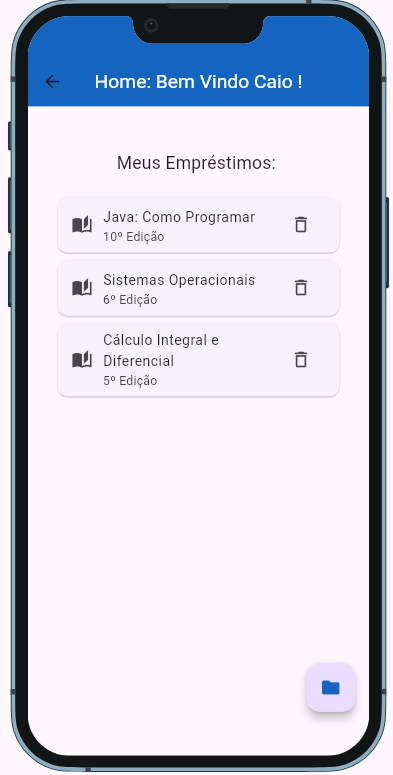 Home: Bem Vindo Caio !
Meus Empréstimos:
Java: Como Programar
10º Edição
Sistemas Operacionais
6º Edição
Cálculo Integral e
Diferencial
5º Edição